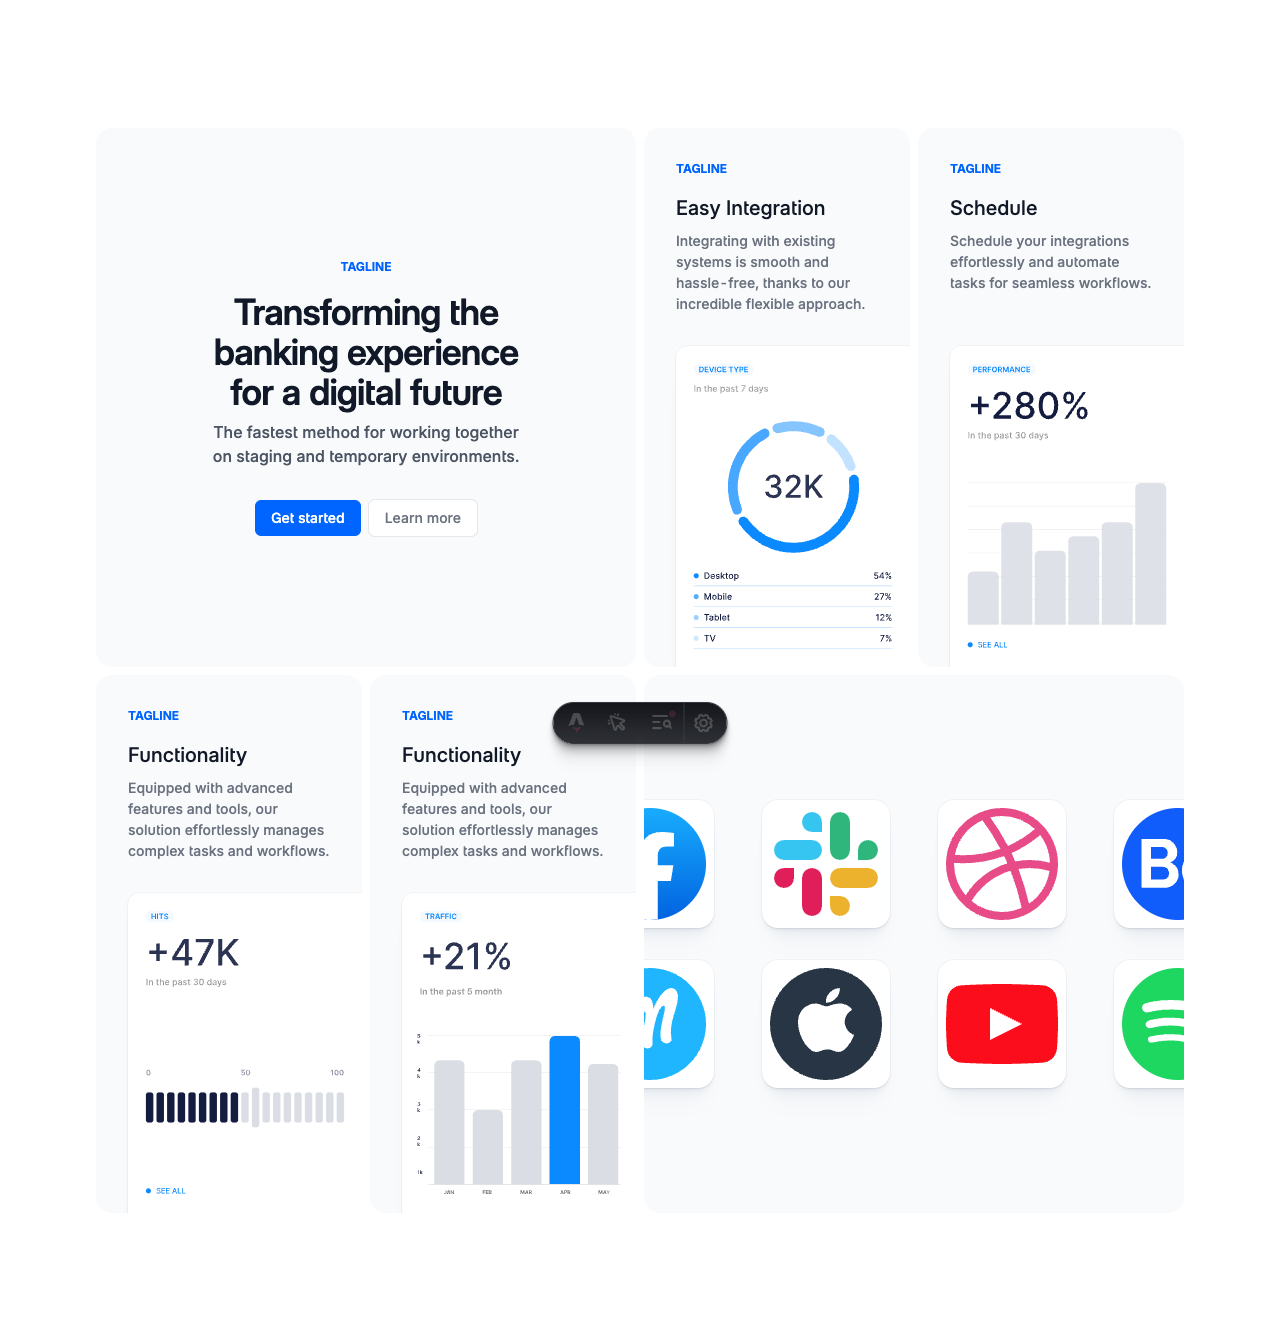 TAGLINE
Transforming the
banking experience
for a digital future
The fastest method for working together
on staging and temporary environments.
Get started
Learn more
TAGLINE
Easy Integration
Integrating with existing
systems is smooth and
hassle-free, thanks to our
incredible flexible approach.
DEVICE TYPE
In the past 7 days
32K
Desktop 54%
Mobile 27%
Tablet 12%
TV 7%
TAGLINE
Schedule
Schedule your integrations
effortlessly and automate
tasks for seamless workflows.
PERFORMANCE
+280%
In the past 30 days
SEE ALL
TAGLINE
Functionality
Equipped with advanced
features and tools, our
solution effortlessly manages
complex tasks and workflows.
HITS
+47K
In the past 30 days
0 50 100
SEE ALL
TAGLINE
Functionality
Equipped with advanced
features and tools, our
solution effortlessly manages
complex tasks and workflows.
TRAFFIC
+21%
In the past 5 month
5
k
4
k
3
k
2
k
1k
JAN FEB MAR APR MAY
f
Be
m